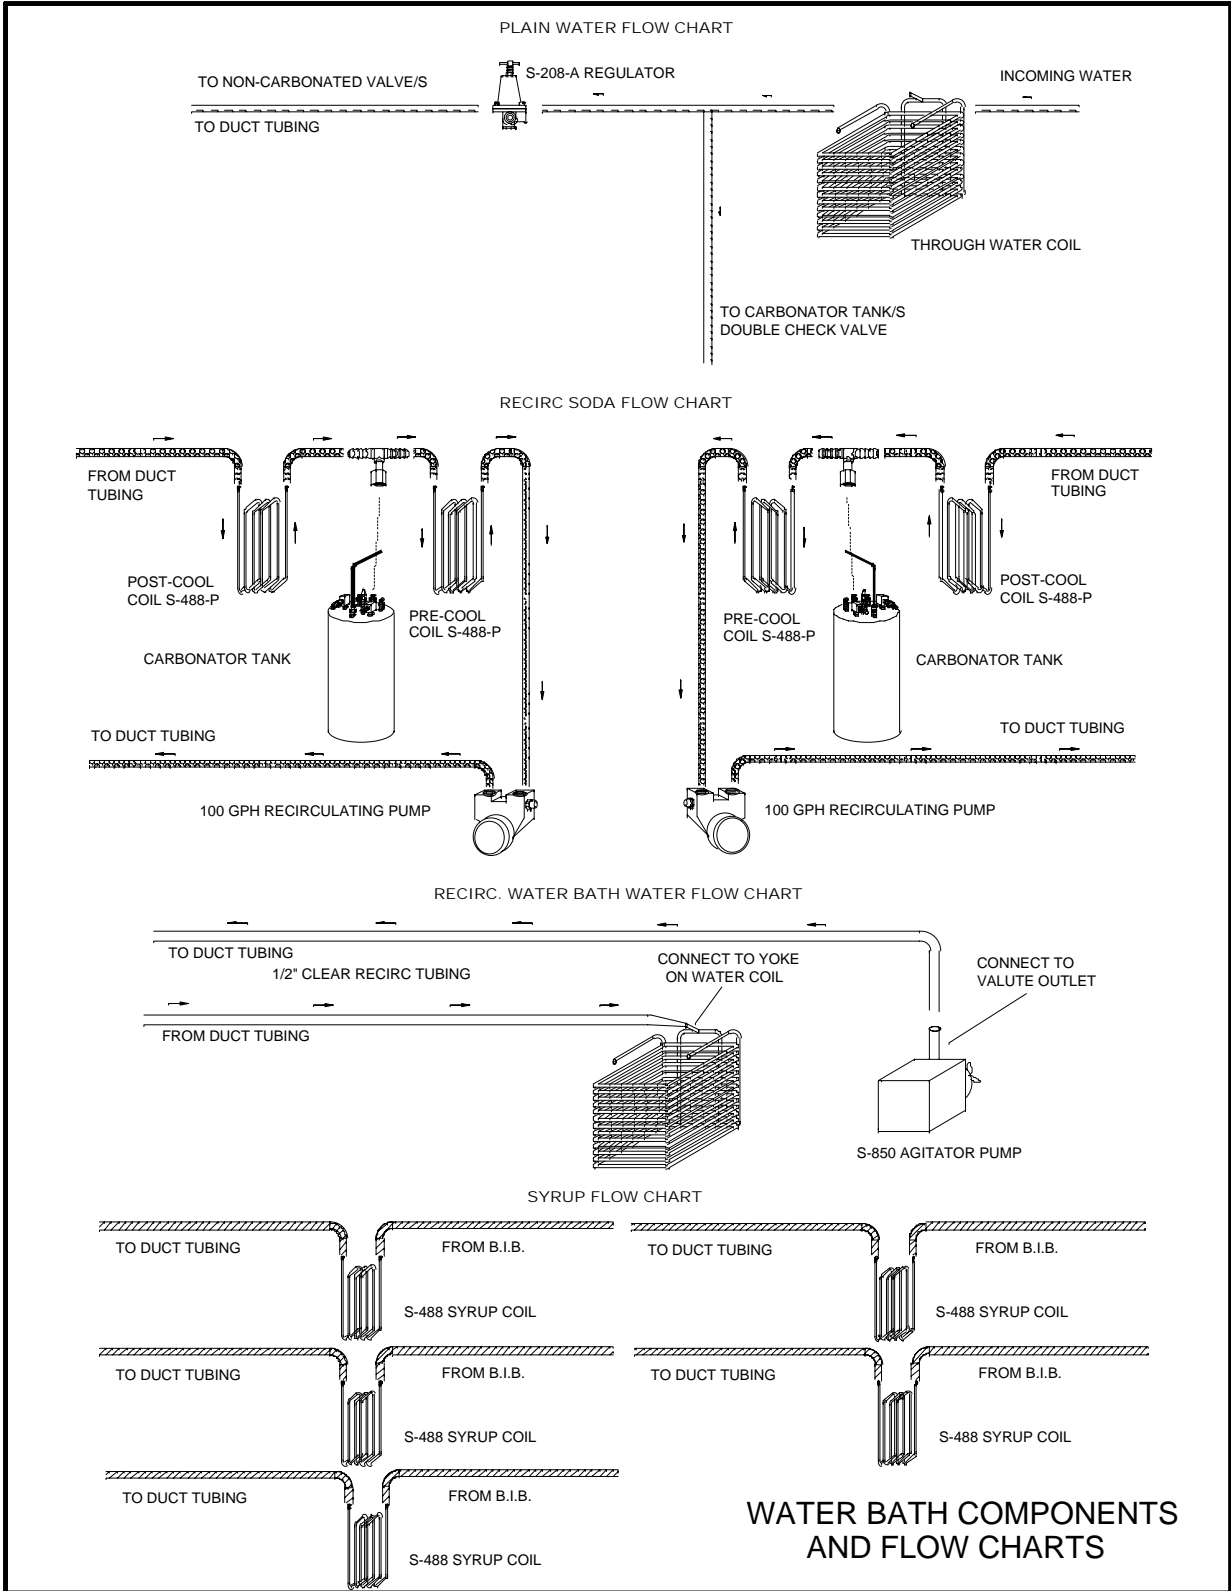 PLAIN WATER FLOW CHART
TO NON-CARBONATED VALVE/S
S-208-A REGULATOR
INCOMING WATER
TO DUCT TUBING
THROUGH WATER COIL
TO CARBONATOR TANK/S
DOUBLE CHECK VALVE
RECIRC SODA FLOW CHART
FROM DUCT
TUBING
FROM DUCT
TUBING
POST-COOL
COIL S-488-P
PRE-COOL
COIL S-488-P
PRE-COOL
COIL S-488-P
POST-COOL
COIL S-488-P
CARBONATOR TANK
CARBONATOR TANK
TO DUCT TUBING
TO DUCT TUBING
100 GPH RECIRCULATING PUMP
100 GPH RECIRCULATING PUMP
RECIRC. WATER BATH WATER FLOW CHART
TO DUCT TUBING
1/2" CLEAR RECIRC TUBING
CONNECT TO YOKE
ON WATER COIL
CONNECT TO
VALUTE OUTLET
FROM DUCT TUBING
S-850 AGITATOR PUMP
SYRUP FLOW CHART
TO DUCT TUBING
FROM B.I.B.
TO DUCT TUBING
FROM B.I.B.
S-488 SYRUP COIL
S-488 SYRUP COIL
TO DUCT TUBING
FROM B.I.B.
TO DUCT TUBING
FROM B.I.B.
S-488 SYRUP COIL
S-488 SYRUP COIL
TO DUCT TUBING
FROM B.I.B.
S-488 SYRUP COIL
WATER BATH COMPONENTS
AND FLOW CHARTS